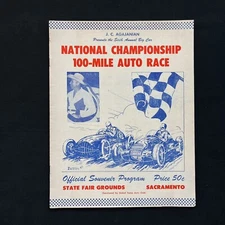 J. C. AGAJANIAN
Presents the Sixth Annual Big Car
NATIONAL CHAMPIONSHIP
100-MILE AUTO RACE
Official Souvenir Program Price 50c
STATE FAIR GROUNDS SACRAMENTO